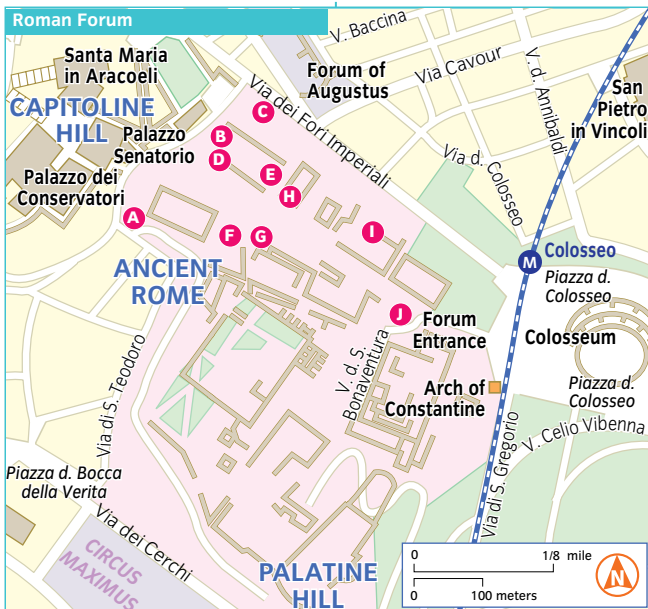 Roman Forum
Santa Maria
in Aracoeli
CAPITOLINE
HILL
Palazzo
Senatorio
Palazzo dei
Conservatori
Forum of
Augustus
V. Baccina
Via Cavour
V. d' Annibaldi
San
Pietro
in Vincoli
Via dei Fori Imperiali
Via d. Colosseo
C
B
D
E
H
A
F
G
I
J
M
Colosseo
Piazza d.
Colosseo
ANCIENT
ROME
Forum
Entrance
Colosseum
V. d. S.
Bonaventura
Arch of
Constantine
Piazza d.
Colosseo
Via di S. Teodoro
Via di S. Gregorio
V. Celio Vibenna
Piazza d. Bocca
della Verita
Via dei Cerchi
CIRCUS
MAXIMUS
PALATINE
HILL
0 1/8 mile
0 100 meters
N